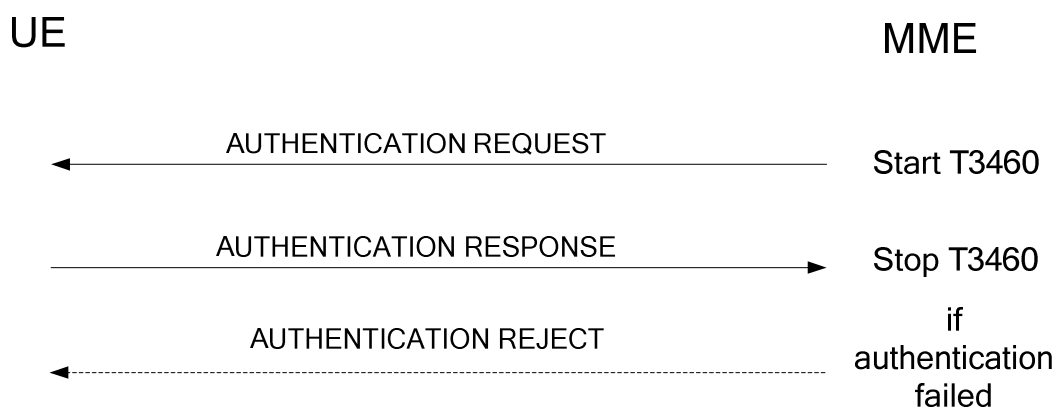 UE
MME
AUTHENTICATION REQUEST
Start T3460
AUTHENTICATION RESPONSE
Stop T3460
AUTHENTICATION REJECT
if
authentication
failed